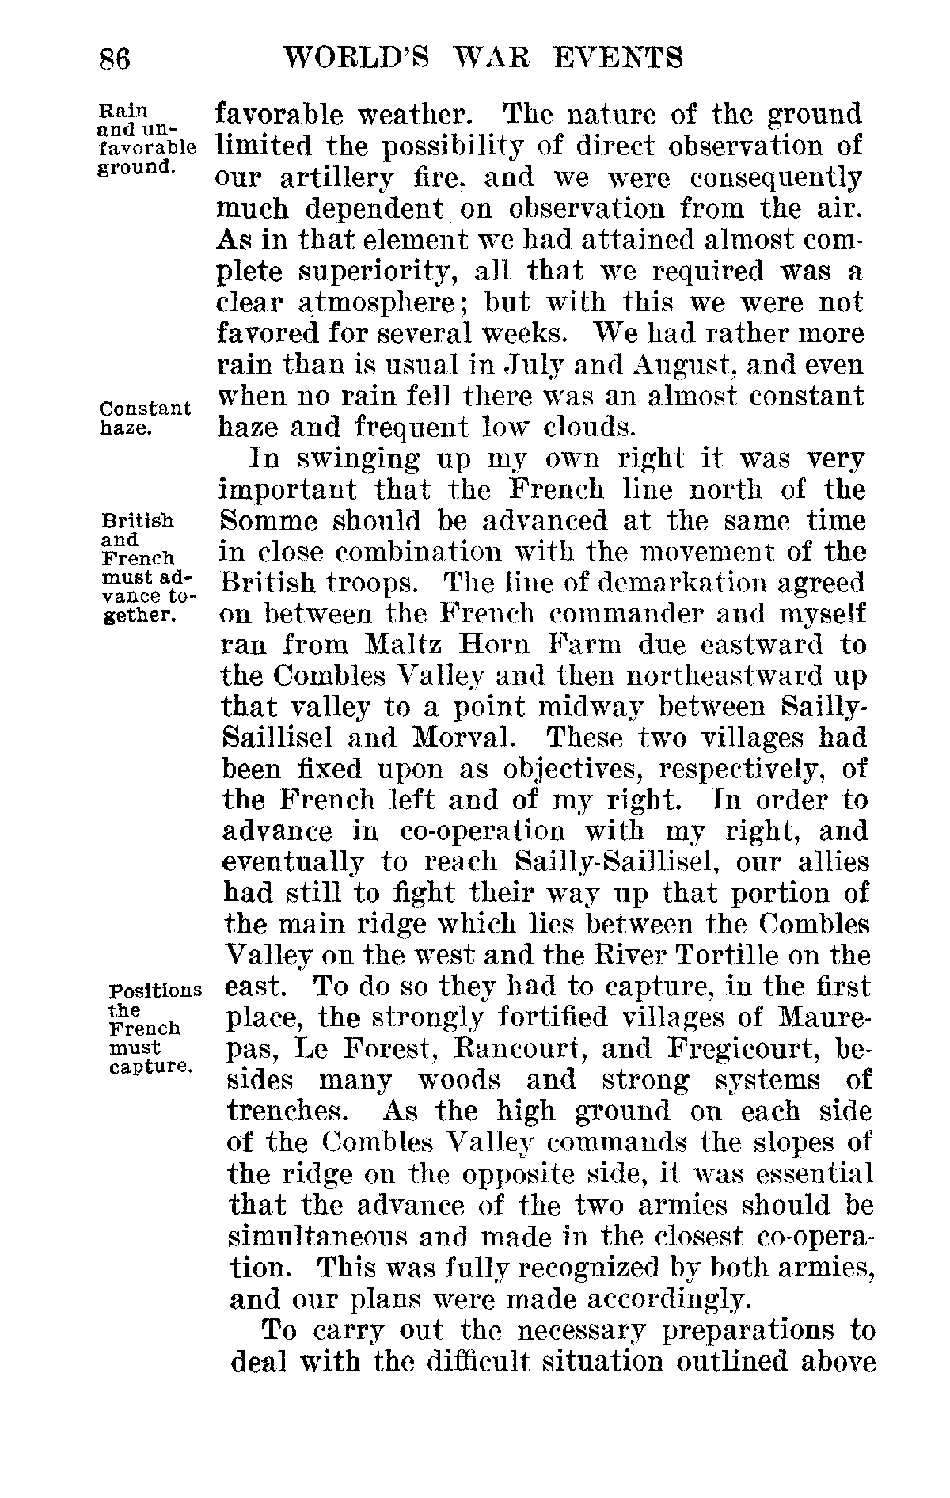 86 WORLD'S WAR EVENTS
Rain
and un-
favorable
ground.
favorable weather. The nature of the ground
limited the possibility of direct observation of
our artillery fire. and we were consequently
much dependent on observation from the air.
As in that element we had attained almost com-
plete superiority, all that we required was a
clear atmosphere; but with this we were not
favored for several weeks. We had rather more
rain than is usual in July and August, and even
when no rain fell there was an almost constant
Constant
haze.
haze and frequent low clouds.
In swinging up my own right it was very
important that the French line north of the
British
and
French
must ad-
vance to-
gether.
Somme should be advanced at the same time
in close combination with the movement of the
British troops. The line of demarkation agreed
on between the French commander and myself
ran from Maltz Horn Farm due eastward to
the Combles Valley and then northeastward up
that valley to a point midway between Sailly-
Saillisel and Morval. These two villages had
been fixed upon as objectives, respectively, of
the French left and of my right. In order to
advance in co-operation with my right, and
eventually to reach Sailly-Saillisel, our allies
had still to fight their way up that portion of
the main ridge which lies between the Combles
Valley on the west and the River Tortille on the
Positions
the
French
must
capture.
east. To do so they had to capture, in the first
place, the strongly fortified villages of Maure-
pas, Le Forest, Rancourt, and Fregicourt, be-
sides many woods and strong systems of
trenches. As the high ground on each side
of the Combles Valley commands the slopes of
the ridge on the opposite side, it was essential
that the advance of the two armies should be
simultaneous and made in the closest co-opera-
tion. This was fully recognized by both armies,
and our plans were made accordingly.
To carry out the necessary preparations to
deal with the difficult situation outlined above